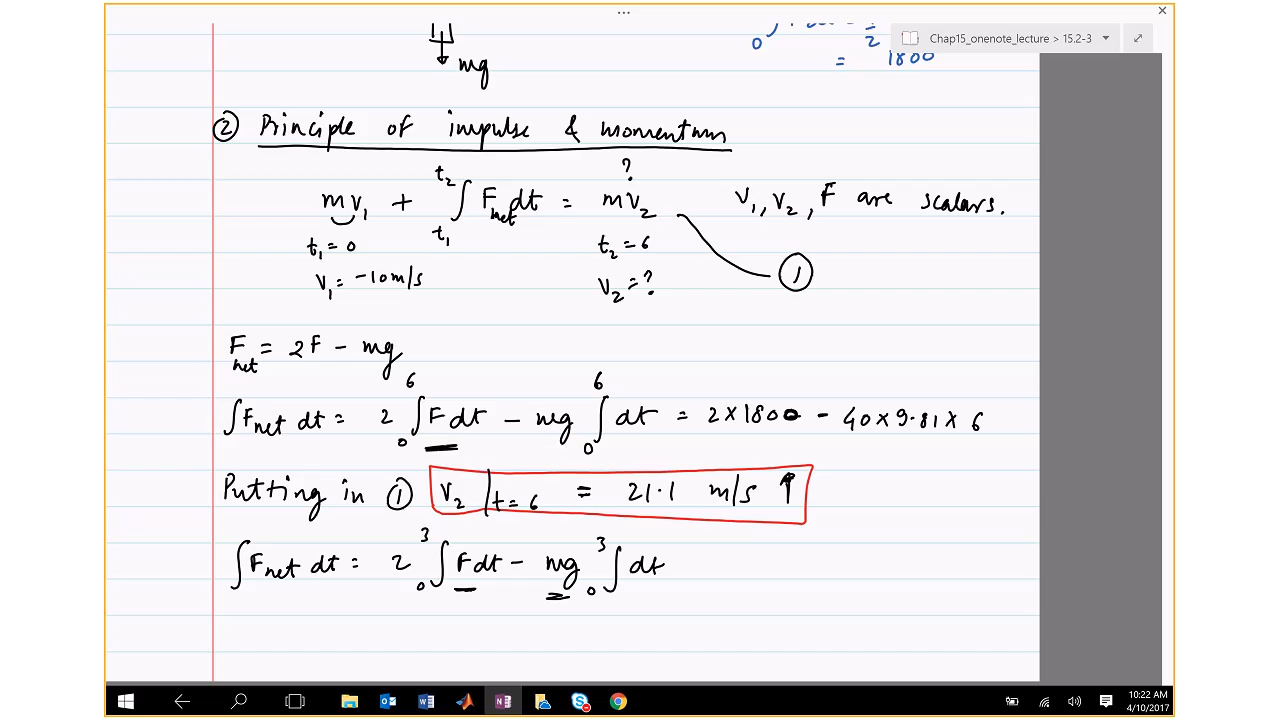 Chap15_onenote_lecture > 15.2-3
0
2
= 1800
mg
② Principle of impulse & momentum
mv₁ + ∫ₜ₁ᵗ² F_net dt = mv₂ ? v₁, v₂, F are scalars.
t₁ = 0 t₂ = 6 ①
v₁ = -10 m/s v₂ = ?
F_net = 2F - mg
∫F_net dt = 2 ∫₀⁶ F dt - mg ∫₀⁶ dt = 2 × 1800 - 40 × 9.81 × 6
Putting in ① v₂ |t = 6 = 21.1 m/s ↑
∫F_net dt = 2 ∫₀³ F dt - mg ∫₀³ dt
10:22 AM
4/10/2017